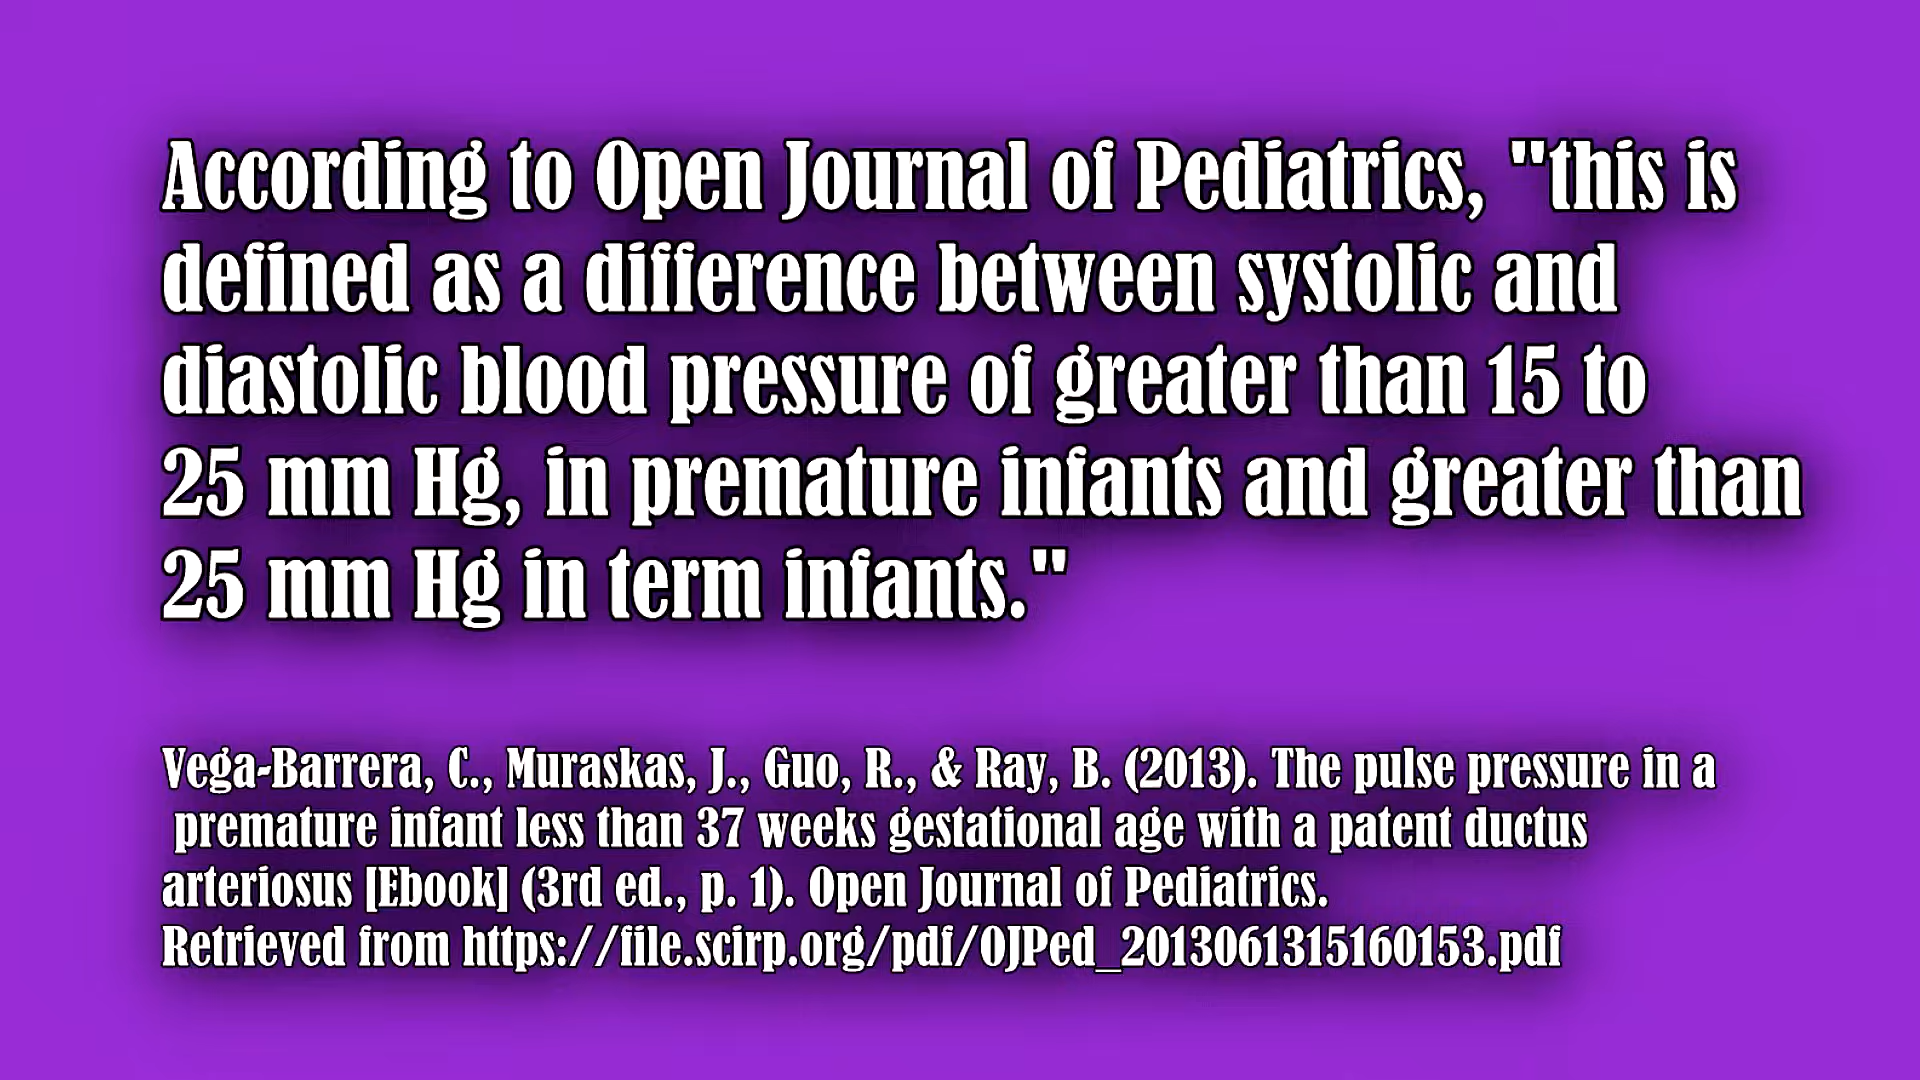 According to Open Journal of Pediatrics, "this is
defined as a difference between systolic and
diastolic blood pressure of greater than 15 to
25 mm Hg, in premature infants and greater than
25 mm Hg in term infants."
Vega-Barrera, C., Muraskas, J., Guo, R., & Ray, B. (2013). The pulse pressure in a
premature infant less than 37 weeks gestational age with a patent ductus
arteriosus [Ebook] (3rd ed., p. 1). Open Journal of Pediatrics.
Retrieved from https://file.scirp.org/pdf/OJPed_2013061315160153.pdf